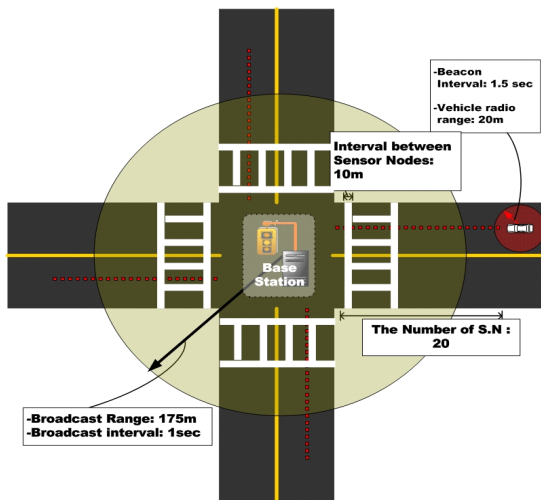 -Beacon
Interval: 1.5 sec
-Vehicle radio
range: 20m
Interval between
Sensor Nodes:
10m
Base
Station
The Number of S.N :
20
-Broadcast Range: 175m
-Broadcast interval: 1sec